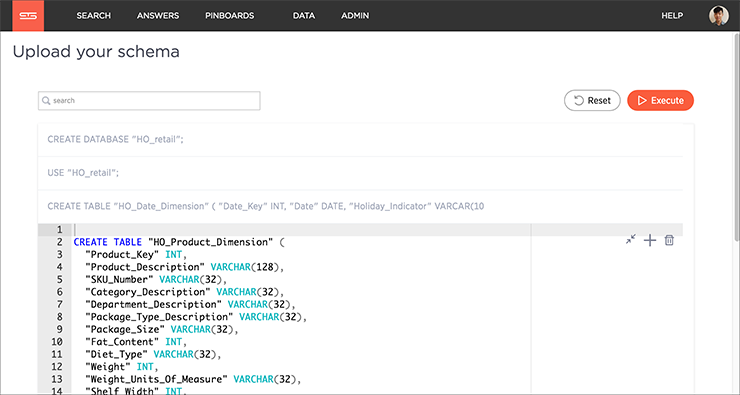 SEARCH ANSWERS PINBOARDS DATA ADMIN HELP
Upload your schema
search Reset Execute
CREATE DATABASE "HO_retail";
USE "HO_retail";
CREATE TABLE "HO_Date_Dimension" ( "Date_Key" INT, "Date" DATE, "Holiday_Indicator" VARCAR(10
1
2 CREATE TABLE "HO_Product_Dimension" (
3 "Product_Key" INT,
4 "Product_Description" VARCHAR(128),
5 "SKU_Number" VARCHAR(32),
6 "Category_Description" VARCHAR(32),
7 "Department_Description" VARCHAR(32),
8 "Package_Type_Description" VARCHAR(32),
9 "Package_Size" VARCHAR(32),
10 "Fat_Content" INT,
11 "Diet_Type" VARCHAR(32),
12 "Weight" INT,
13 "Weight_Units_Of_Measure" VARCHAR(32),
14 "Shelf_Width" INT,